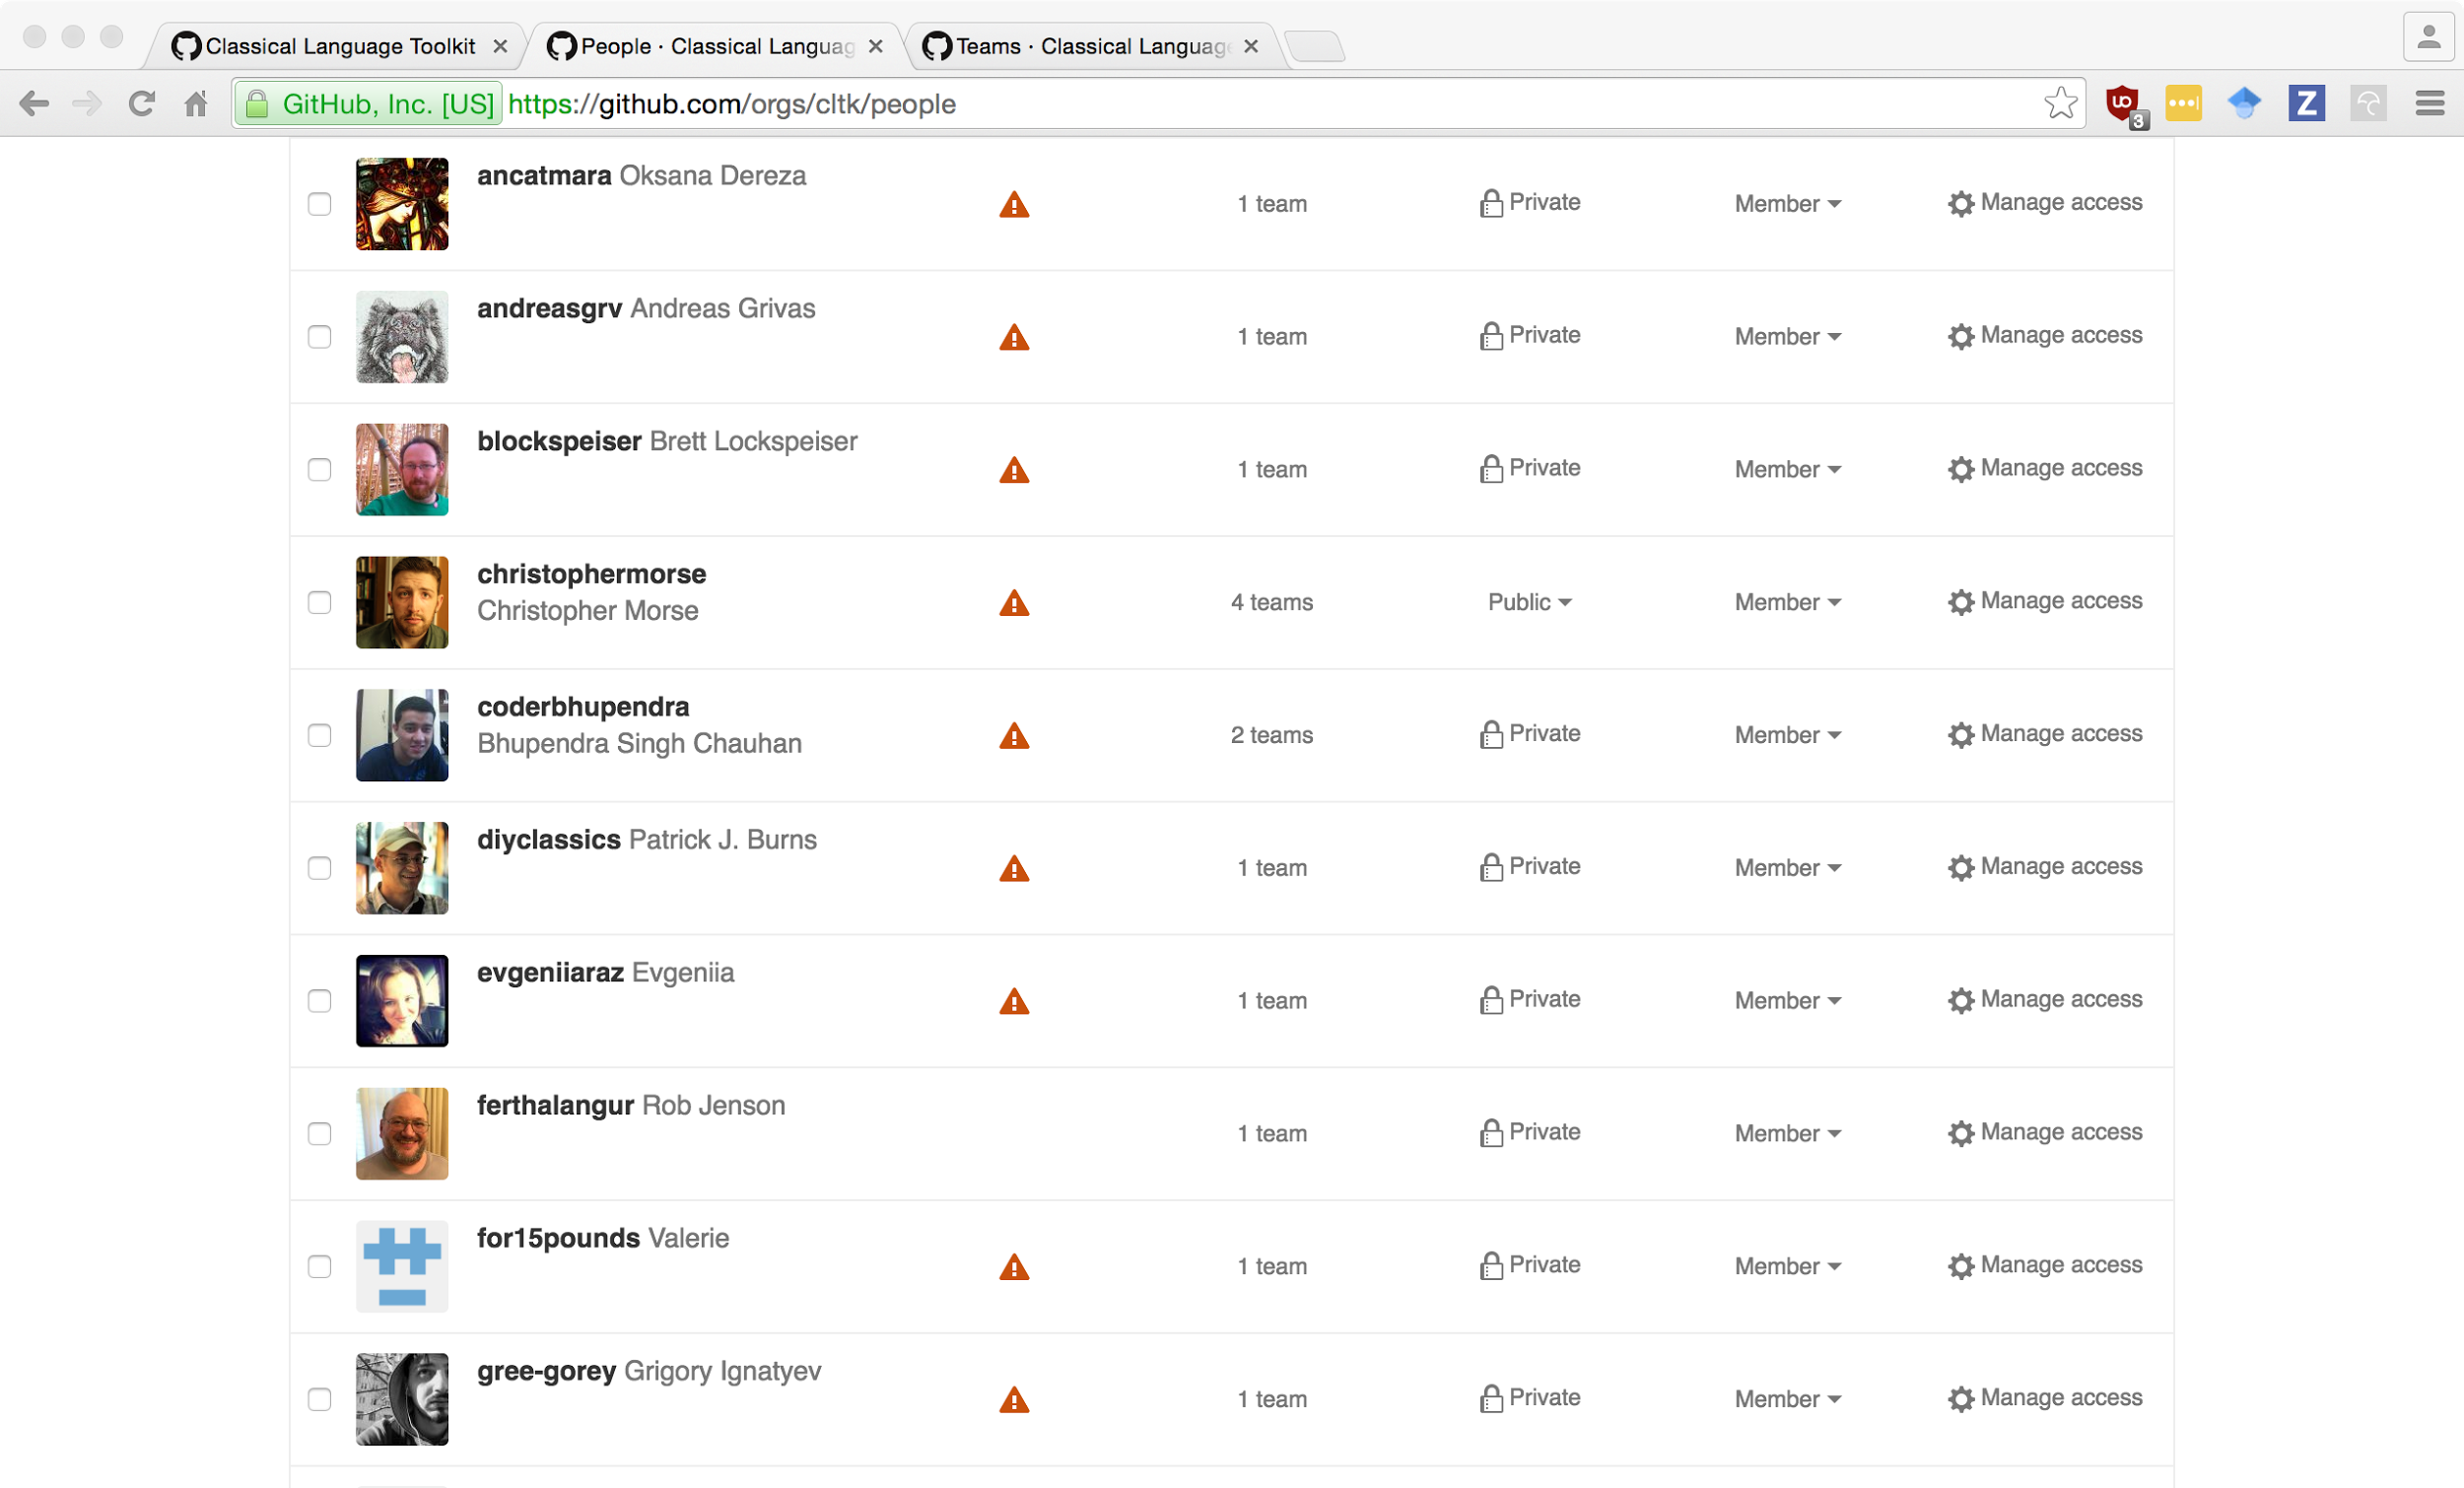 Classical Language Toolkit
People · Classical Languag
Teams · Classical Language
GitHub, Inc. [US] https://github.com/orgs/cltk/people
3
Z
ancatmara Oksana Dereza
1 team Private Member Manage access
andreasgrv Andreas Grivas
1 team Private Member Manage access
blockspeiser Brett Lockspeiser
1 team Private Member Manage access
christophermorse
Christopher Morse
4 teams Public Member Manage access
coderbhupendra
Bhupendra Singh Chauhan
2 teams Private Member Manage access
diyclassics Patrick J. Burns
1 team Private Member Manage access
evgeniiaraz Evgeniia
1 team Private Member Manage access
ferthalangur Rob Jenson
1 team Private Member Manage access
for15pounds Valerie
1 team Private Member Manage access
gree-gorey Grigory Ignatyev
1 team Private Member Manage access